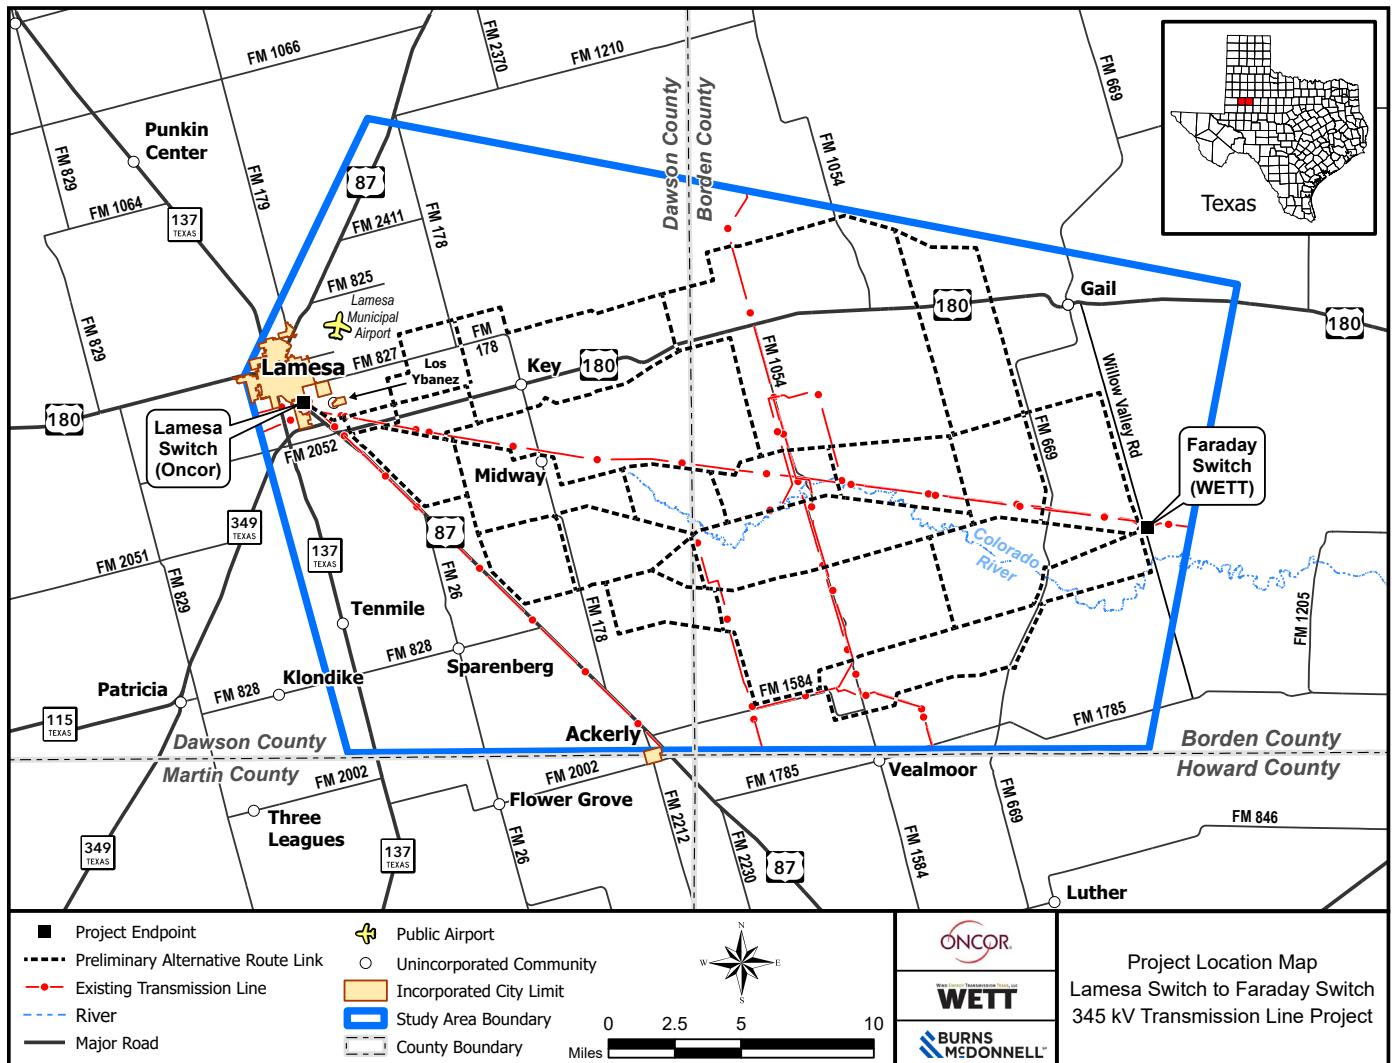 FM 1066
FM 2370
FM 1210
FM 669
Texas
Punkin
Center
FM 829
FM 179
87
FM 1064
137
TEXAS
FM 2411
FM 178
Dawson County
Borden County
FM 1054
FM 825
Lamesa
Municipal
Airport
Gail
180
180
FM 829
FM 827
FM
178
Lamesa
Los
Ybanez
Key
180
FM 1054
Willow Valley Rd
180
Lamesa
Switch
(Oncor)
FM 2052
Midway
FM 669
Faraday
Switch
(WETT)
349
TEXAS
87
137
TEXAS
FM 2051
FM 829
FM 26
FM 178
Colorado
River
FM 1205
Tenmile
FM 828
Sparenberg
Klondike
Patricia
FM 828
FM 1584
115
TEXAS
FM 1785
Ackerly
Dawson County
Martin County
Borden County
Howard County
FM 2002
FM 2002
FM 1785
Vealmoor
Three
Leagues
Flower Grove
FM 2212
FM 669
FM 846
349
TEXAS
137
TEXAS
FM 26
FM 2230
87
FM 1584
Luther
Project Endpoint
Preliminary Alternative Route Link
Existing Transmission Line
River
Major Road
Public Airport
Unincorporated Community
Incorporated City Limit
Study Area Boundary
County Boundary
N
W
E
S
0 2.5 5 10
Miles
ONCOR
WIND ENERGY TRANSMISSION TEXAS, LLC
WETT
BURNS
McDONNELL
Project Location Map
Lamesa Switch to Faraday Switch
345 kV Transmission Line Project